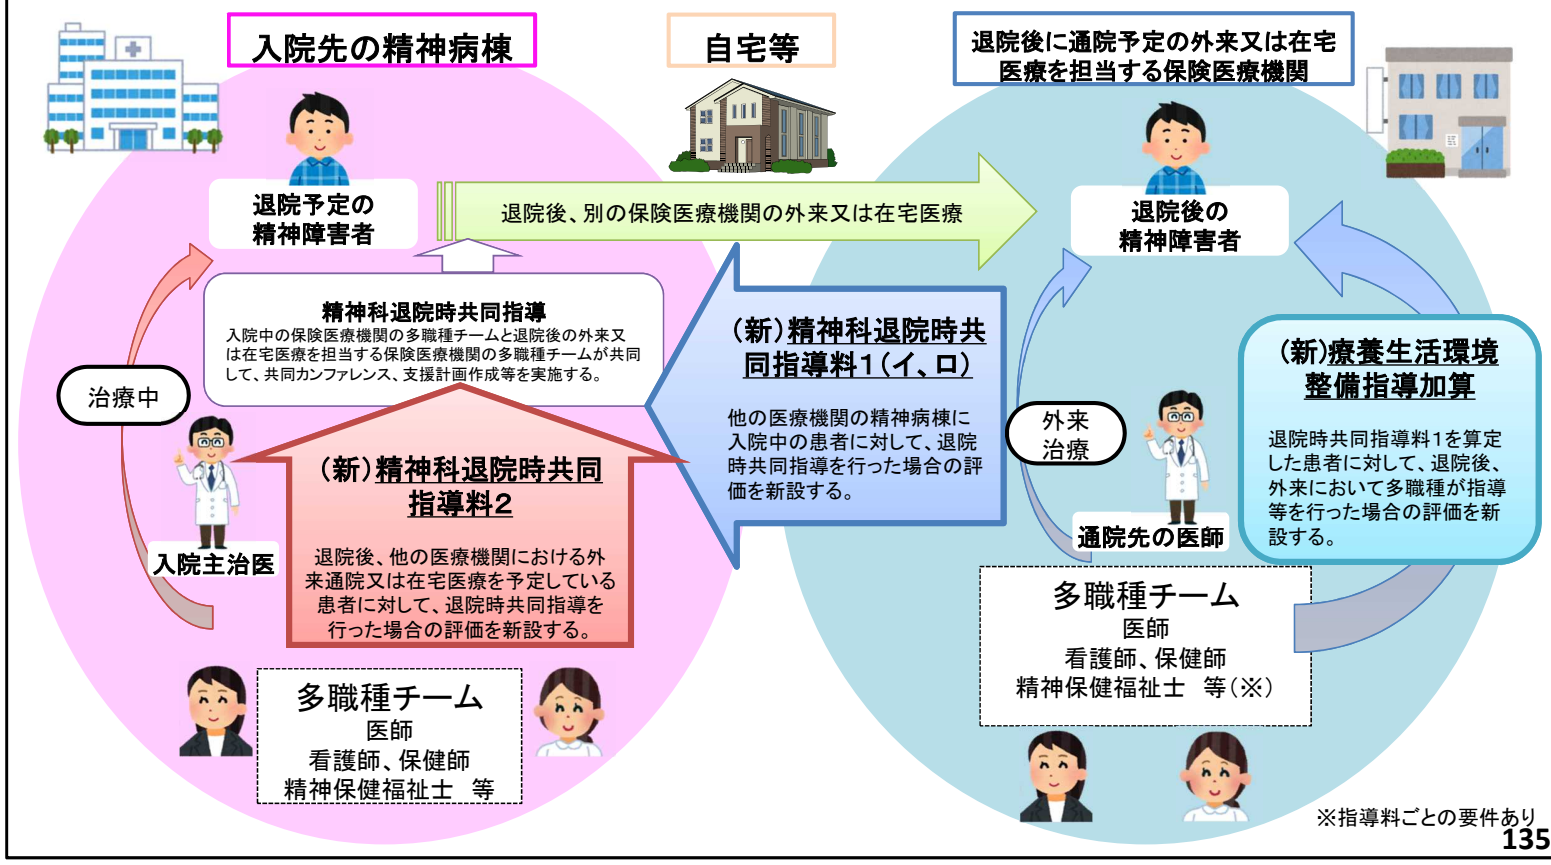 入院先の精神病棟
自宅等
退院後に通院予定の外来又は在宅
医療を担当する保険医療機関
退院予定の
精神障害者
退院後、別の保険医療機関の外来又は在宅医療
退院後の
精神障害者
精神科退院時共同指導
入院中の保険医療機関の多職種チームと退院後の外来又
は在宅医療を担当する保険医療機関の多職種チームが共同
して、共同カンファレンス、支援計画作成等を実施する。
治療中
入院主治医
（新）精神科退院時共同
指導料2
退院後、他の医療機関における外
来通院又は在宅医療を予定している
患者に対して、退院時共同指導を
行った場合の評価を新設する。
多職種チーム
医師
看護師、保健師
精神保健福祉士　等
（新）精神科退院時共
同指導料1（イ、ロ）
他の医療機関の精神病棟に
入院中の患者に対して、退院
時共同指導を行った場合の評
価を新設する。
外来
治療
通院先の医師
（新）療養生活環境
整備指導加算
退院時共同指導料1を算定
した患者に対して、退院後、
外来において多職種が指導
等を行った場合の評価を新
設する。
多職種チーム
医師
看護師、保健師
精神保健福祉士　等（※）
※指導料ごとの要件あり
135